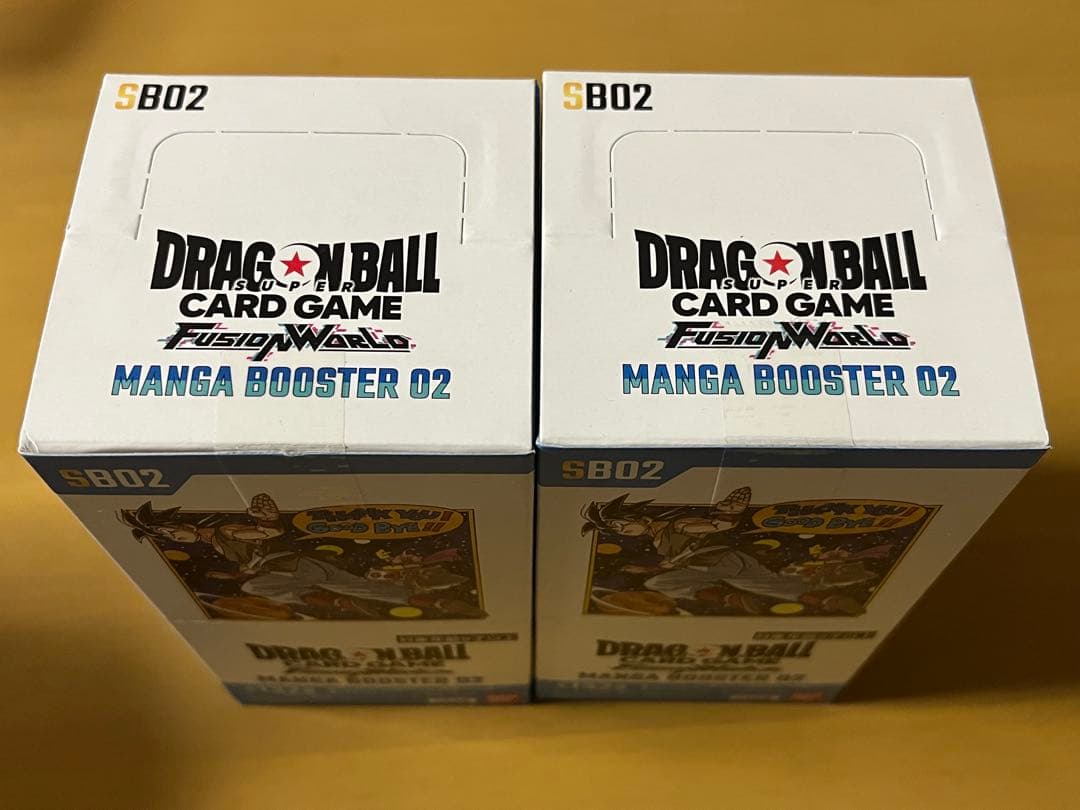 SB02
DRAGON BALL
SUPER
CARD GAME
FUSION WORLD
MANGA BOOSTER 02
SB02
THANK YOU!!
GOOD BYE!!
DRAGON BALL
CARD GAME
MANGA BOOSTER 02
SB02
DRAGON BALL
SUPER
CARD GAME
FUSION WORLD
MANGA BOOSTER 02
SB02
THANK YOU!!
GOOD BYE!!
DRAGON BALL
CARD GAME
MANGA BOOSTER 02